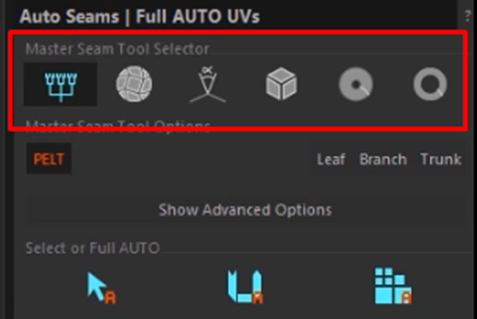 Auto Seams | Full AUTO UVs ?
Master Seam Tool Selector
Master Seam Tool Options
PELT Leaf Branch Trunk
Show Advanced Options
Select or Full AUTO
A A A